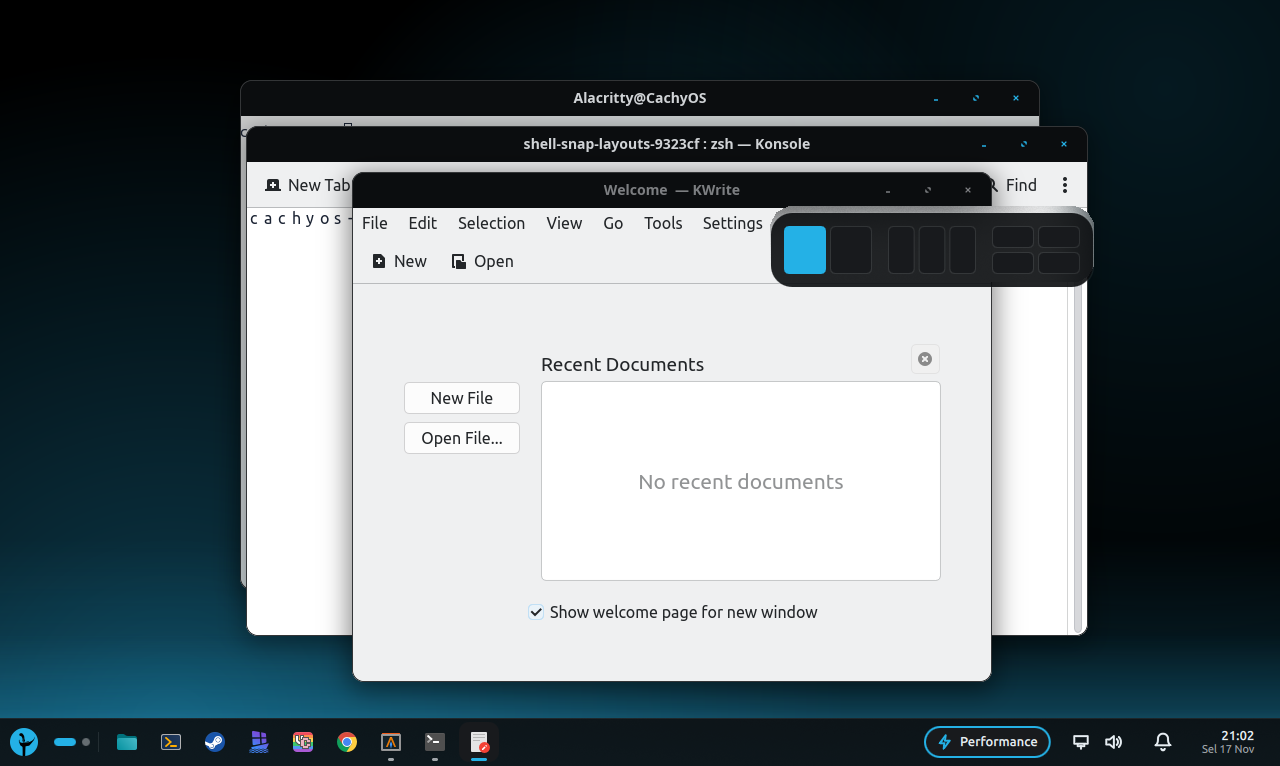 Alacritty@CachyOS
shell-snap-layouts-9323cf : zsh — Konsole
New Tab
Find
cachyos-
Welcome — KWrite
File Edit Selection View Go Tools Settings
New Open
Recent Documents
New File
Open File...
No recent documents
Show welcome page for new window
Performance
21:02
Sel 17 Nov